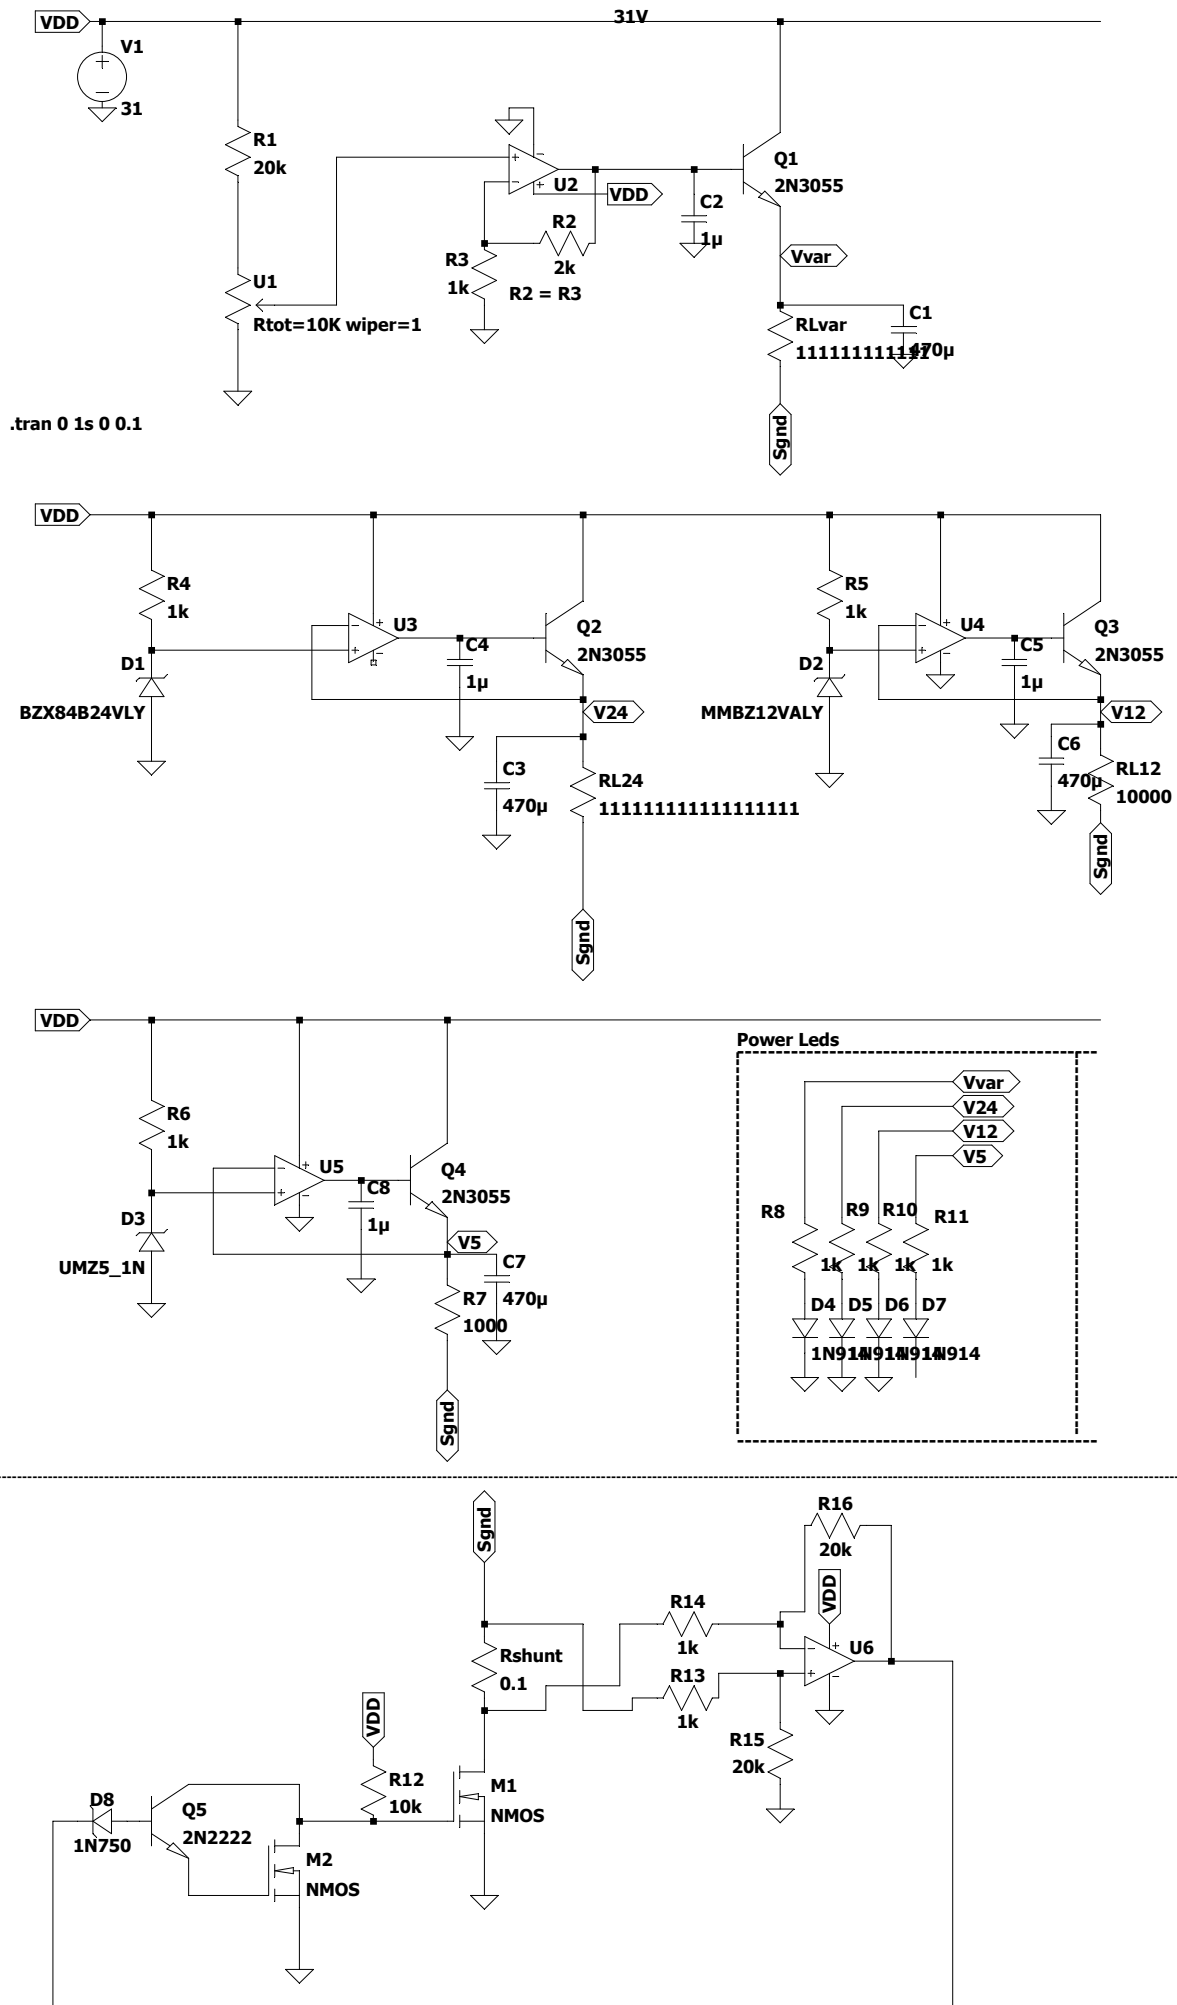 VDD
31V
V1
31
R1
20k
U2
VDD
Q1
2N3055
C2
1µ
R2
2k
R3
1k
R2 = R3
Vvar
U1
Rtot=10K wiper=1
RLvar
C1
470µ
Sgnd
.tran 0 1s 0 0.1
VDD
R4
1k
U3
Q2
2N3055
C4
1µ
D1
BZX84B24VLY
V24
C3
470µ
RL24
111111111111111111
Sgnd
R5
1k
U4
Q3
2N3055
C5
1µ
D2
MMBZ12VALY
V12
C6
470µ
RL12
10000
Sgnd
VDD
R6
1k
U5
Q4
2N3055
C8
1µ
D3
UMZ5_1N
V5
C7
470µ
R7
1000
Sgnd
Power Leds
Vvar
V24
V12
V5
R8
R9
R10
R11
1k
1k
1k
1k
D4
D5
D6
D7
1N914
1N914
1N914
1N914
Sgnd
R16
20k
VDD
R14
1k
U6
Rshunt
0.1
R13
1k
R15
20k
VDD
R12
10k
M1
NMOS
D8
1N750
Q5
2N2222
M2
NMOS